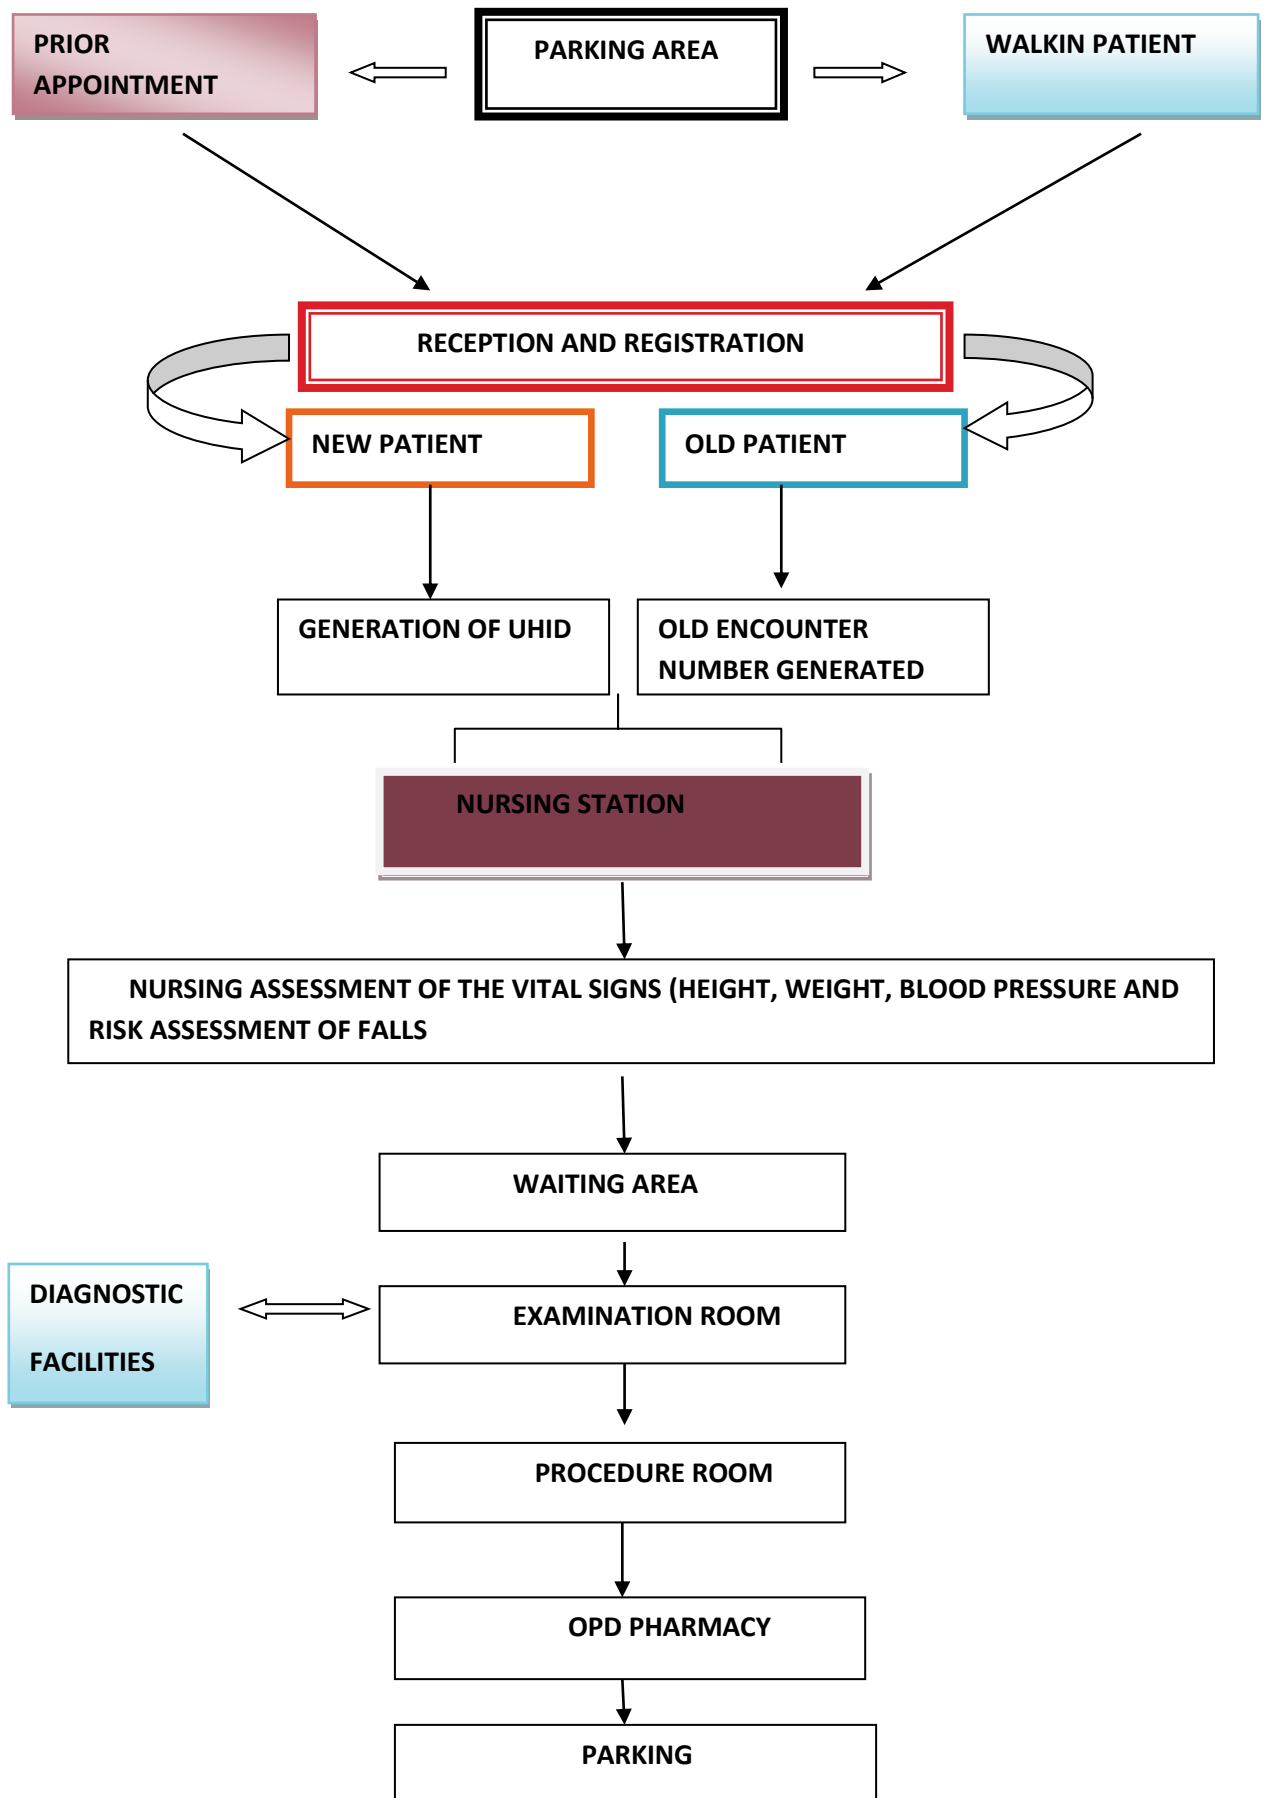 PRIOR
APPOINTMENT
PARKING AREA
WALKIN PATIENT
RECEPTION AND REGISTRATION
NEW PATIENT
OLD PATIENT
GENERATION OF UHID
OLD ENCOUNTER
NUMBER GENERATED
NURSING STATION
NURSING ASSESSMENT OF THE VITAL SIGNS (HEIGHT, WEIGHT, BLOOD PRESSURE AND
RISK ASSESSMENT OF FALLS
WAITING AREA
DIAGNOSTIC
FACILITIES
EXAMINATION ROOM
PROCEDURE ROOM
OPD PHARMACY
PARKING